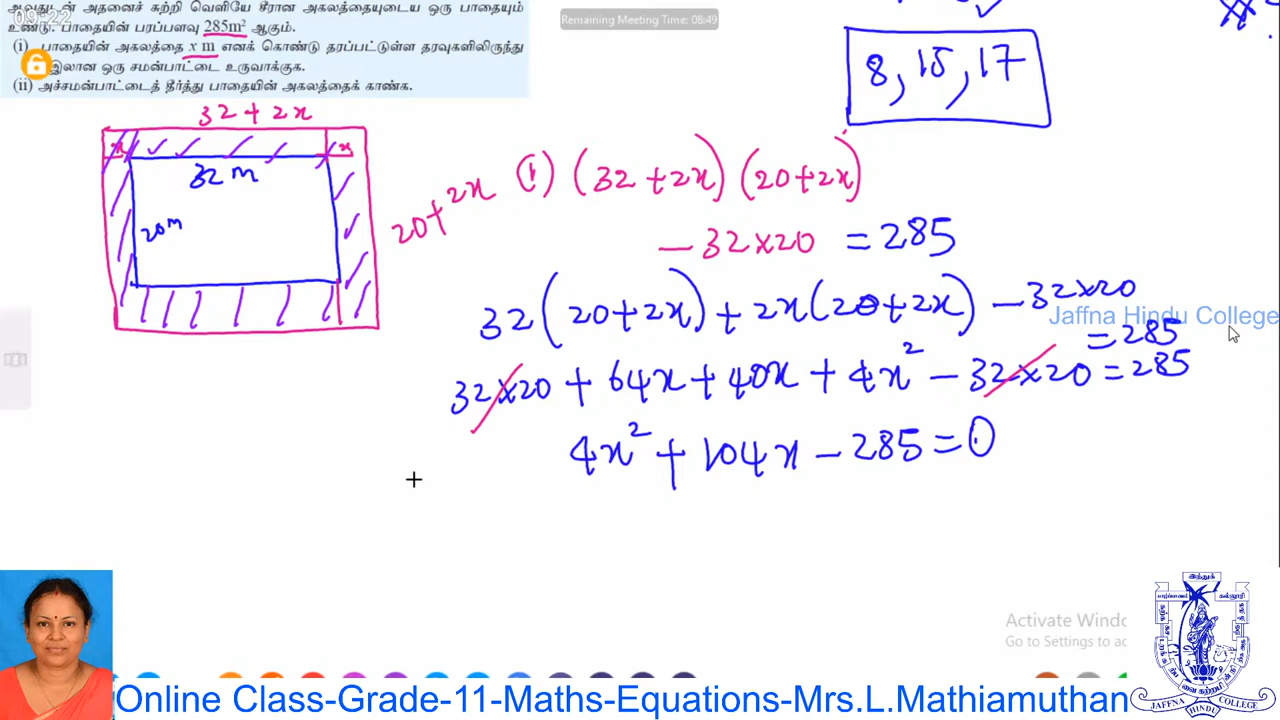 அதனைச் சுற்றி வெளியே சீரான அகலத்தையுடைய ஒரு பாதையும்
09:22
உண்டு. பாதையின் பரப்பளவு 285m² ஆகும்.
(i) பாதையின் அகலத்தை x m எனக் கொண்டு தரப்பட்டுள்ள தரவுகளிலிருந்து
இலான ஒரு சமன்பாட்டை உருவாக்குக.
(ii) அச்சமன்பாட்டைத் தீர்த்து பாதையின் அகலத்தைக் காண்க.
Remaining Meeting Time: 08:49
8, 15, 17
32 + 2x
x
x
32 m
20 m
20 + 2x
(i) (32 + 2x) (20 + 2x)
− 32 × 20 = 285
32 (20 + 2x) + 2x (20 + 2x) − 32 × 20
= 285
Jaffna Hindu College
32 × 20 + 64x + 40x + 4x² − 32 × 20 = 285
4x² + 104x − 285 = 0
Activate Windo
Go to Settings to ac
Online Class-Grade-11-Maths-Equations-Mrs.L.Mathiamuthan
JAFFNA HINDU COLLEGE